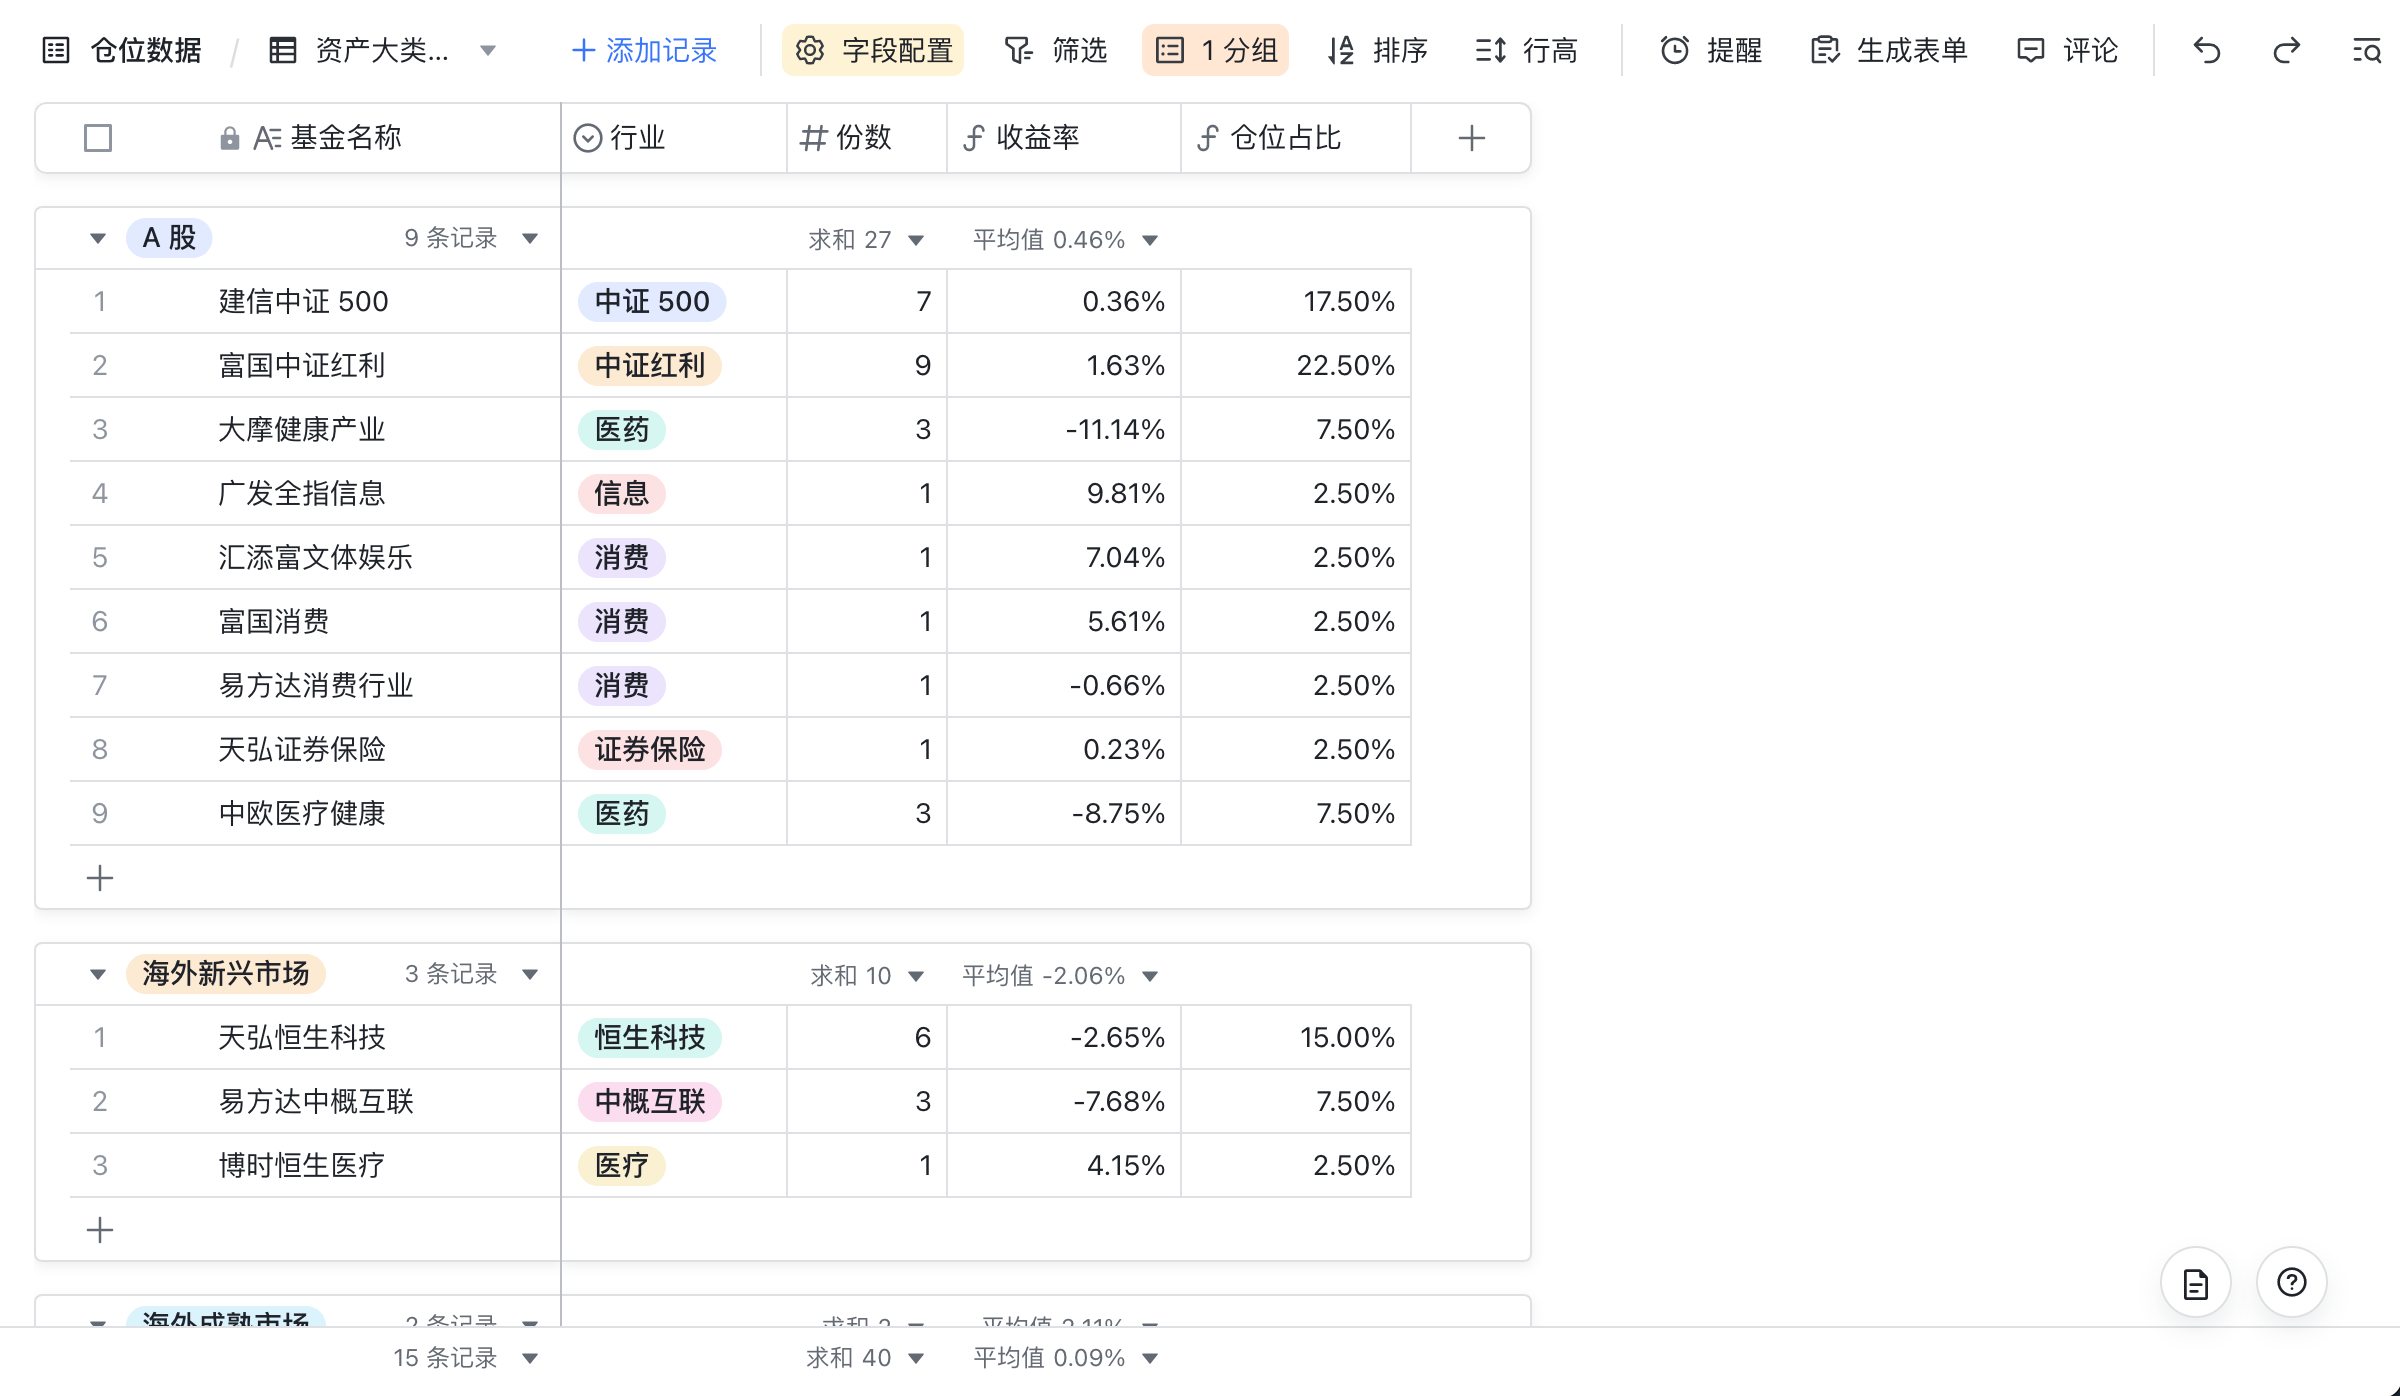 仓位数据 / 资产大类... 添加记录 字段配置 筛选 1 分组 排序 行高 提醒 生成表单 评论
基金名称 行业 份数 收益率 仓位占比
A 股 9 条记录 求和 27 平均值 0.46%
1 建信中证 500 中证 500 7 0.36% 17.50%
2 富国中证红利 中证红利 9 1.63% 22.50%
3 大摩健康产业 医药 3 -11.14% 7.50%
4 广发全指信息 信息 1 9.81% 2.50%
5 汇添富文体娱乐 消费 1 7.04% 2.50%
6 富国消费 消费 1 5.61% 2.50%
7 易方达消费行业 消费 1 -0.66% 2.50%
8 天弘证券保险 证券保险 1 0.23% 2.50%
9 中欧医疗健康 医药 3 -8.75% 7.50%
海外新兴市场 3 条记录 求和 10 平均值 -2.06%
1 天弘恒生科技 恒生科技 6 -2.65% 15.00%
2 易方达中概互联 中概互联 3 -7.68% 7.50%
3 博时恒生医疗 医疗 1 4.15% 2.50%
海外成熟市场 2 条记录 求和 平均值
15 条记录 求和 40 平均值 0.09%